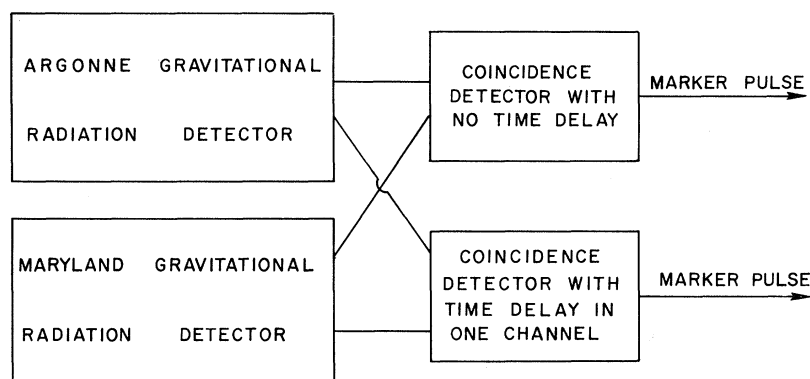 ARGONNE GRAVITATIONAL
RADIATION DETECTOR
COINCIDENCE
DETECTOR WITH
NO TIME DELAY
MARKER PULSE
MARYLAND GRAVITATIONAL
RADIATION DETECTOR
COINCIDENCE
DETECTOR WITH
TIME DELAY IN
ONE CHANNEL
MARKER PULSE